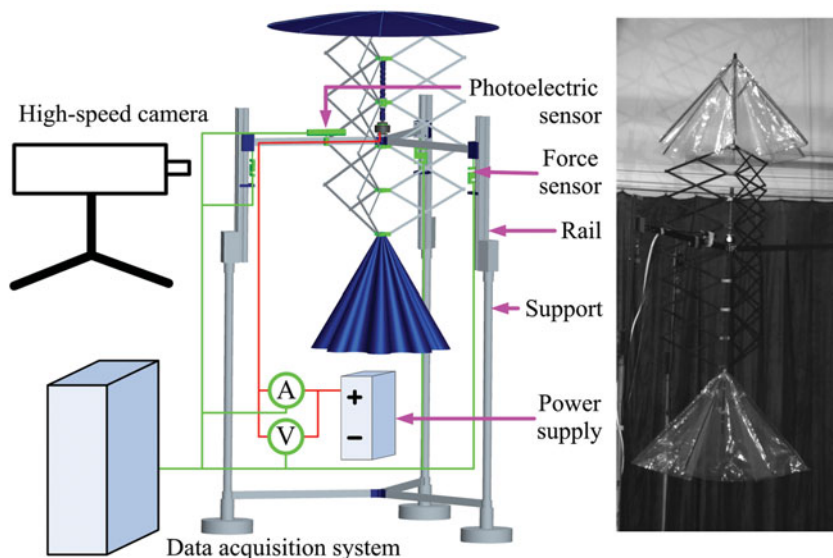 Photoelectric
sensor
High-speed camera
Force
sensor
Rail
Support
A
+
V
−
Power
supply
Data acquisition system